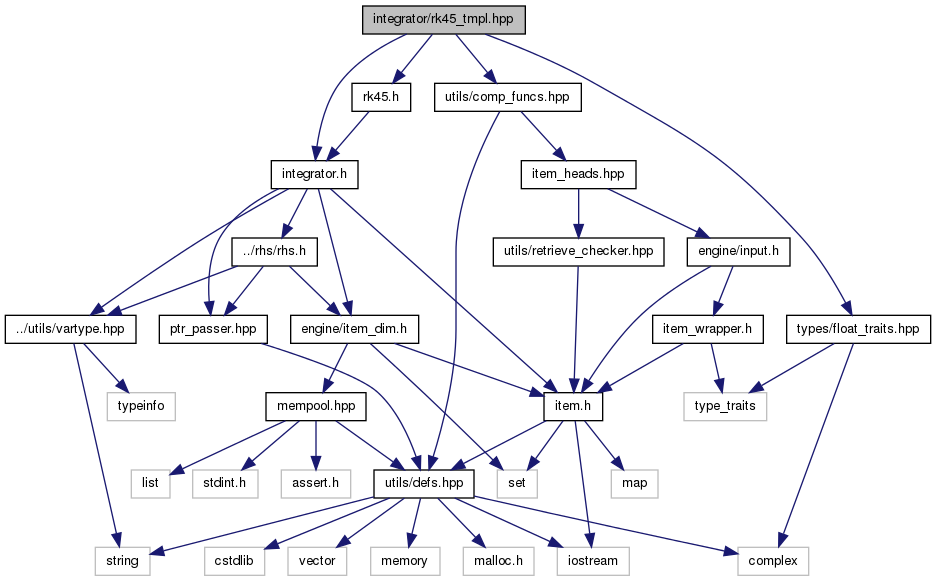 integrator/rk45_tmpl.hpp
rk45.h
utils/comp_funcs.hpp
integrator.h
item_heads.hpp
../rhs/rhs.h
utils/retrieve_checker.hpp
engine/input.h
../utils/vartype.hpp
ptr_passer.hpp
engine/item_dim.h
item_wrapper.h
types/float_traits.hpp
typeinfo
mempool.hpp
item.h
type_traits
list
stdint.h
assert.h
utils/defs.hpp
set
map
string
cstdlib
vector
memory
malloc.h
iostream
complex